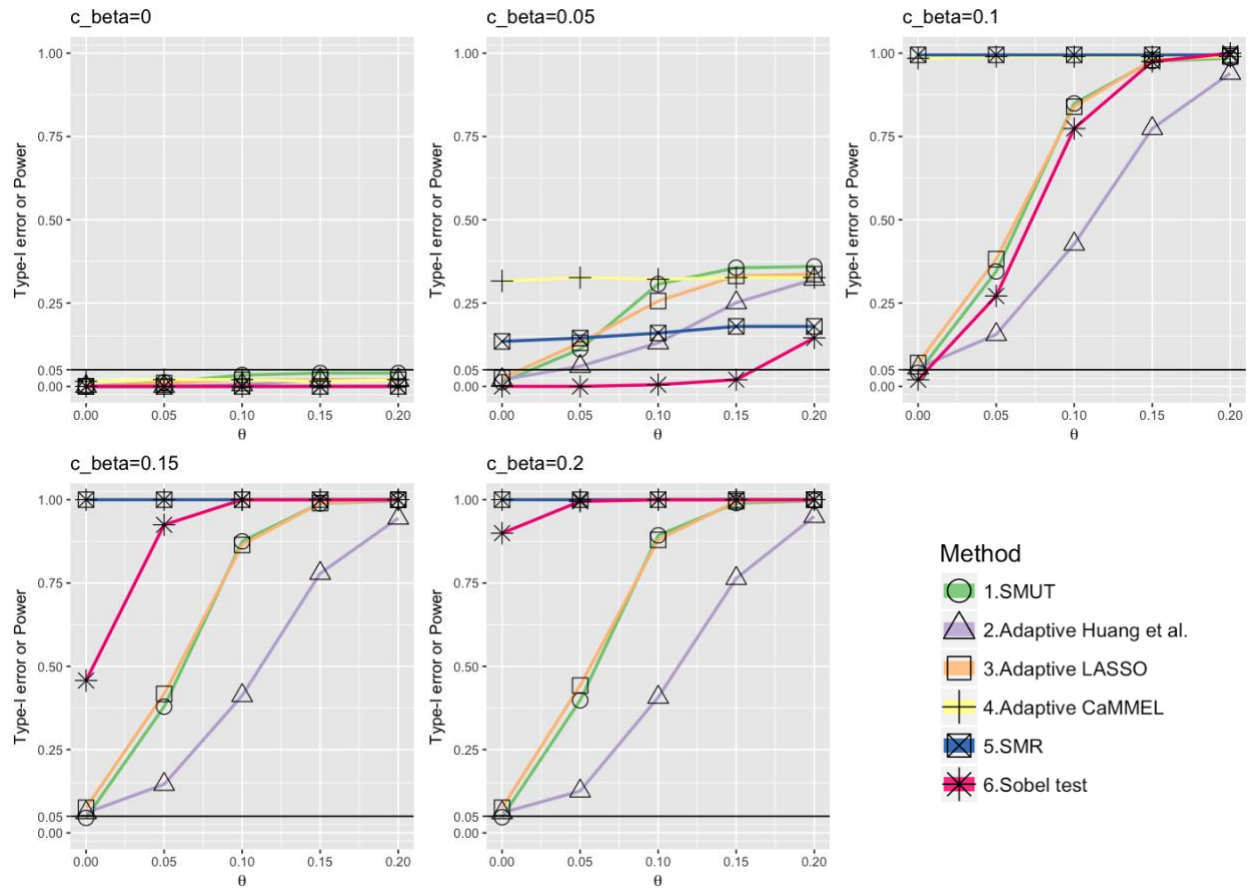 c_beta=0
c_beta=0.05
c_beta=0.1
Type-I error or Power
1.00
0.75
0.50
0.25
0.05
0.00
0.00 0.05 0.10 0.15 0.20
θ
Type-I error or Power
1.00
0.75
0.50
0.25
0.05
0.00
0.00 0.05 0.10 0.15 0.20
θ
Type-I error or Power
1.00
0.75
0.50
0.25
0.05
0.00
0.00 0.05 0.10 0.15 0.20
θ
c_beta=0.15
c_beta=0.2
Type-I error or Power
1.00
0.75
0.50
0.25
0.05
0.00
0.00 0.05 0.10 0.15 0.20
θ
Type-I error or Power
1.00
0.75
0.50
0.25
0.05
0.00
0.00 0.05 0.10 0.15 0.20
θ
Method
1.SMUT
2.Adaptive Huang et al.
3.Adaptive LASSO
4.Adaptive CaMMEL
5.SMR
6.Sobel test